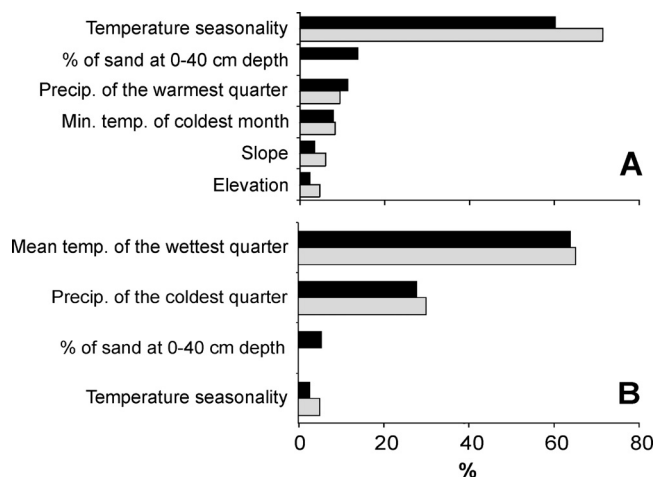 Temperature seasonality
% of sand at 0-40 cm depth
Precip. of the warmest quarter
Min. temp. of coldest month
Slope
Elevation
A
Mean temp. of the wettest quarter
Precip. of the coldest quarter
% of sand at 0-40 cm depth
Temperature seasonality
B
0 20 40 60 80
%